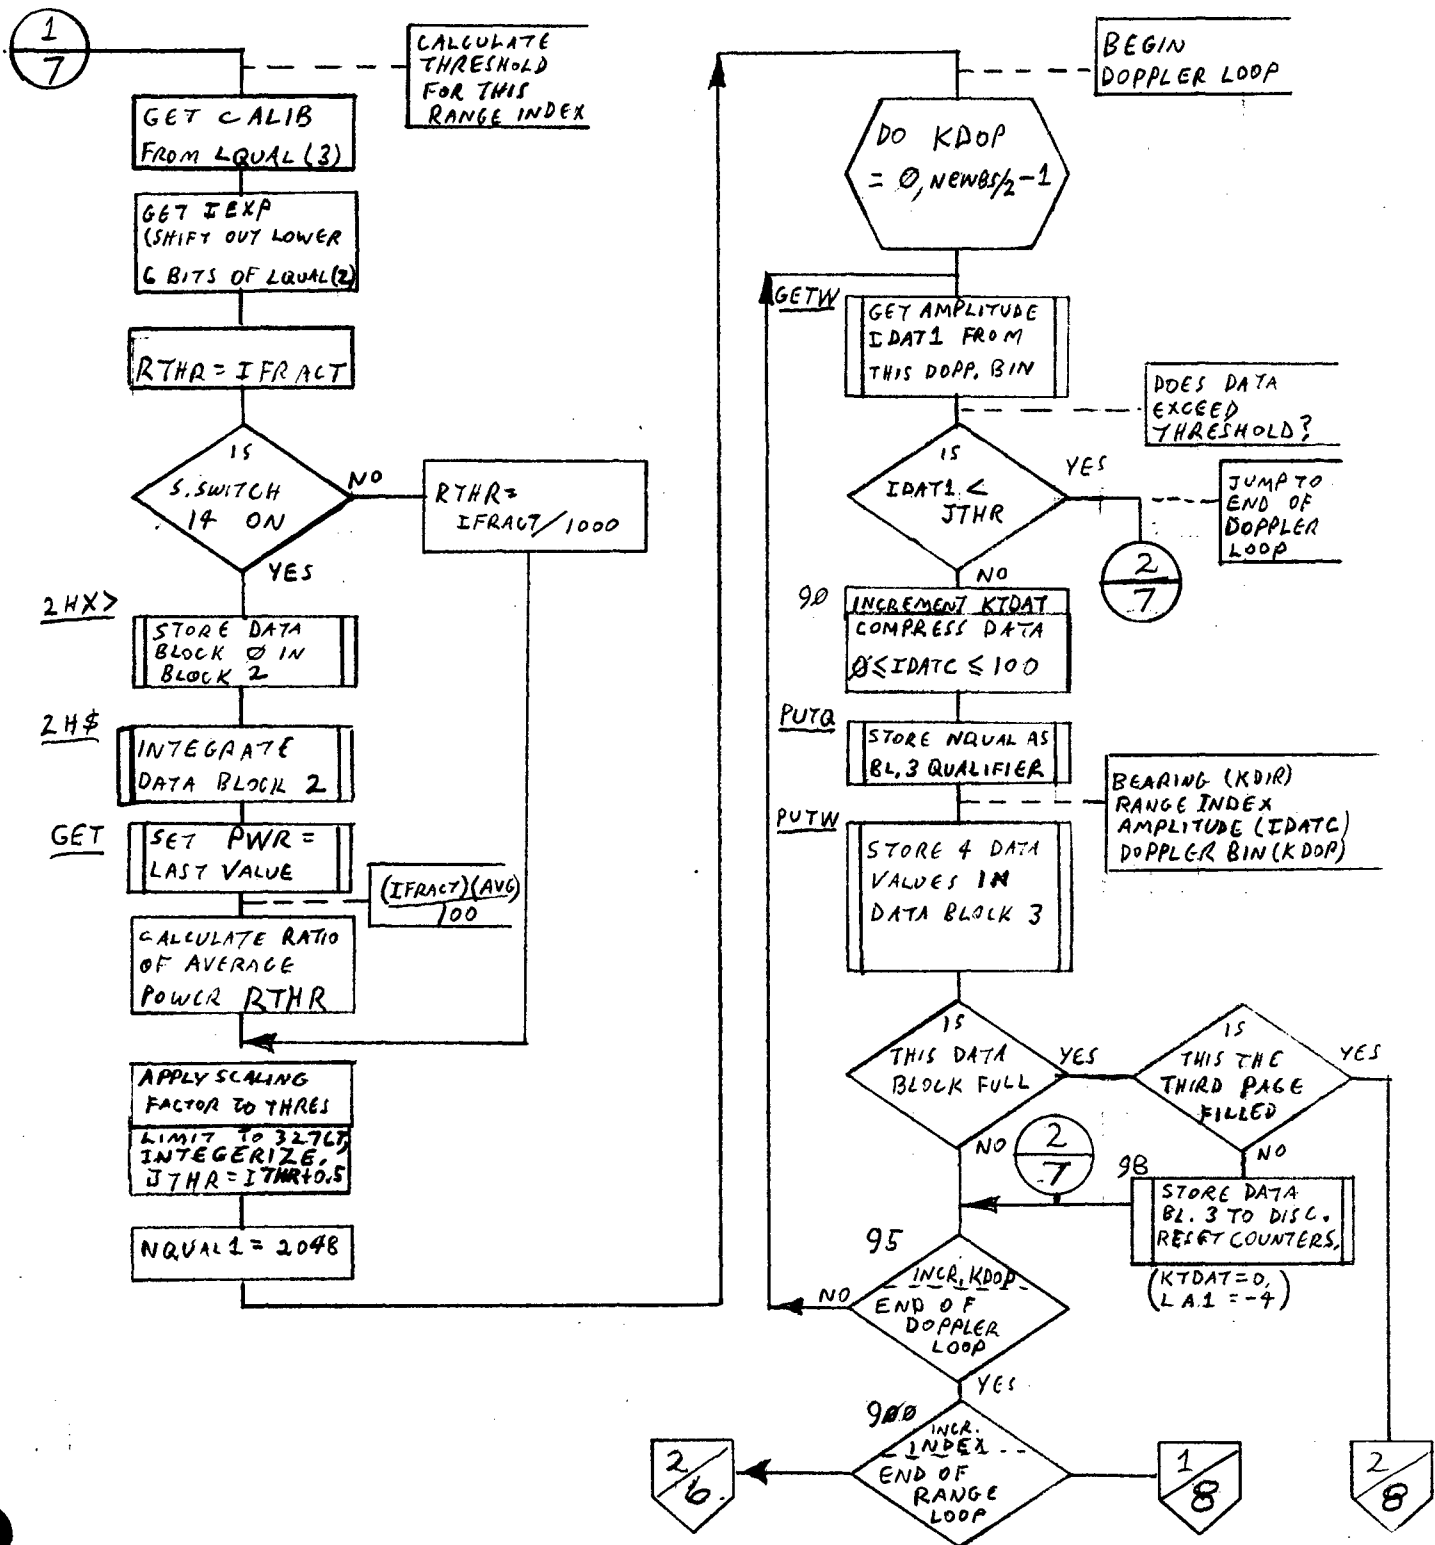 1
7
CALCULATE
THRESHOLD
FOR THIS
RANGE INDEX
GET CALIB
FROM LQUAL(3)
GET IEXP
(SHIFT OUT LOWER
6 BITS OF LQUAL(2)
RTHR=IFRACT
IS
S.SWITCH
14 ON
NO
YES
RTHR=
IFRACT/1000
2HX>
STORE DATA
BLOCK Ø IN
BLOCK 2
2H$
INTEGRATE
DATA BLOCK 2
GET
SET PWR=
LAST VALUE
(IFRACT)(AVG)
100
CALCULATE RATIO
OF AVERAGE
POWER RTHR
APPLY SCALING
FACTOR TO THRES
LIMIT TO 32767,
INTEGERIZE,
JTHR=ITHR+0.5
NQUAL1=2048
BEGIN
DOPPLER LOOP
DO KDOP
=Ø,NEWBS/2-1
GETW
GET AMPLITUDE
IDAT1 FROM
THIS DOPP. BIN
DOES DATA
EXCEED
THRESHOLD?
IS
IDAT1<
JTHR
YES
JUMP TO
END OF
DOPPLER
LOOP
2
7
NO
9Ø
INCREMENT KTDAT
COMPRESS DATA
Ø≤IDATC≤100
PUTQ
STORE NQUAL AS
BL.3 QUALIFIER
PUTW
BEARING (KDIR)
RANGE INDEX
AMPLITUDE (IDATC)
DOPPLER BIN(KDOP)
STORE 4 DATA
VALUES IN
DATA BLOCK 3
IS
THIS DATA
BLOCK FULL
YES
IS
THIS THE
THIRD PAGE
FILLED
YES
NO
2
7
NO
98
STORE DATA
BL.3 TO DISC.
RESET COUNTERS,
(KTDAT=0,
LA1=-4)
95
INCR.KDOP
END OF
DOPPLER
LOOP
NO
YES
9ØØ
INCR.
INDEX
END OF
RANGE
LOOP
2
6
1
8
2
8